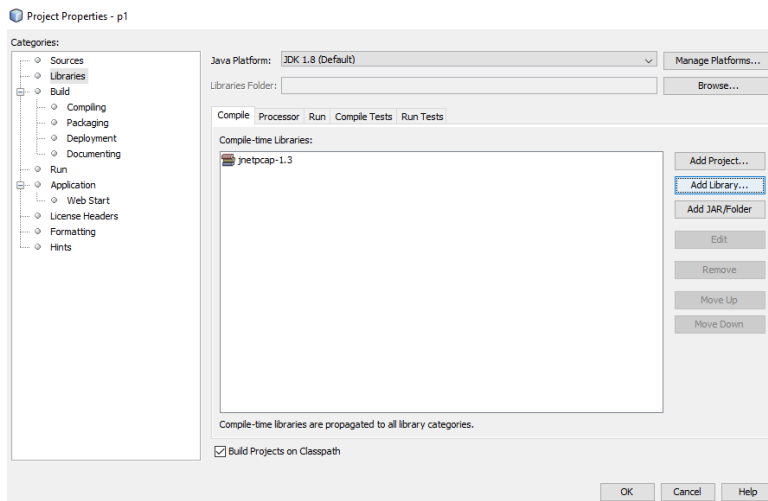 Project Properties - p1
Categories:
Sources
Libraries
Build
Compiling
Packaging
Deployment
Documenting
Run
Application
Web Start
License Headers
Formatting
Hints
Java Platform: JDK 1.8 (Default) Manage Platforms...
Libraries Folder: Browse...
Compile Processor Run Compile Tests Run Tests
Compile-time Libraries:
jnetpcap-1.3
Add Project...
Add Library...
Add JAR/Folder
Edit
Remove
Move Up
Move Down
Compile-time libraries are propagated to all library categories.
Build Projects on Classpath
OK Cancel Help